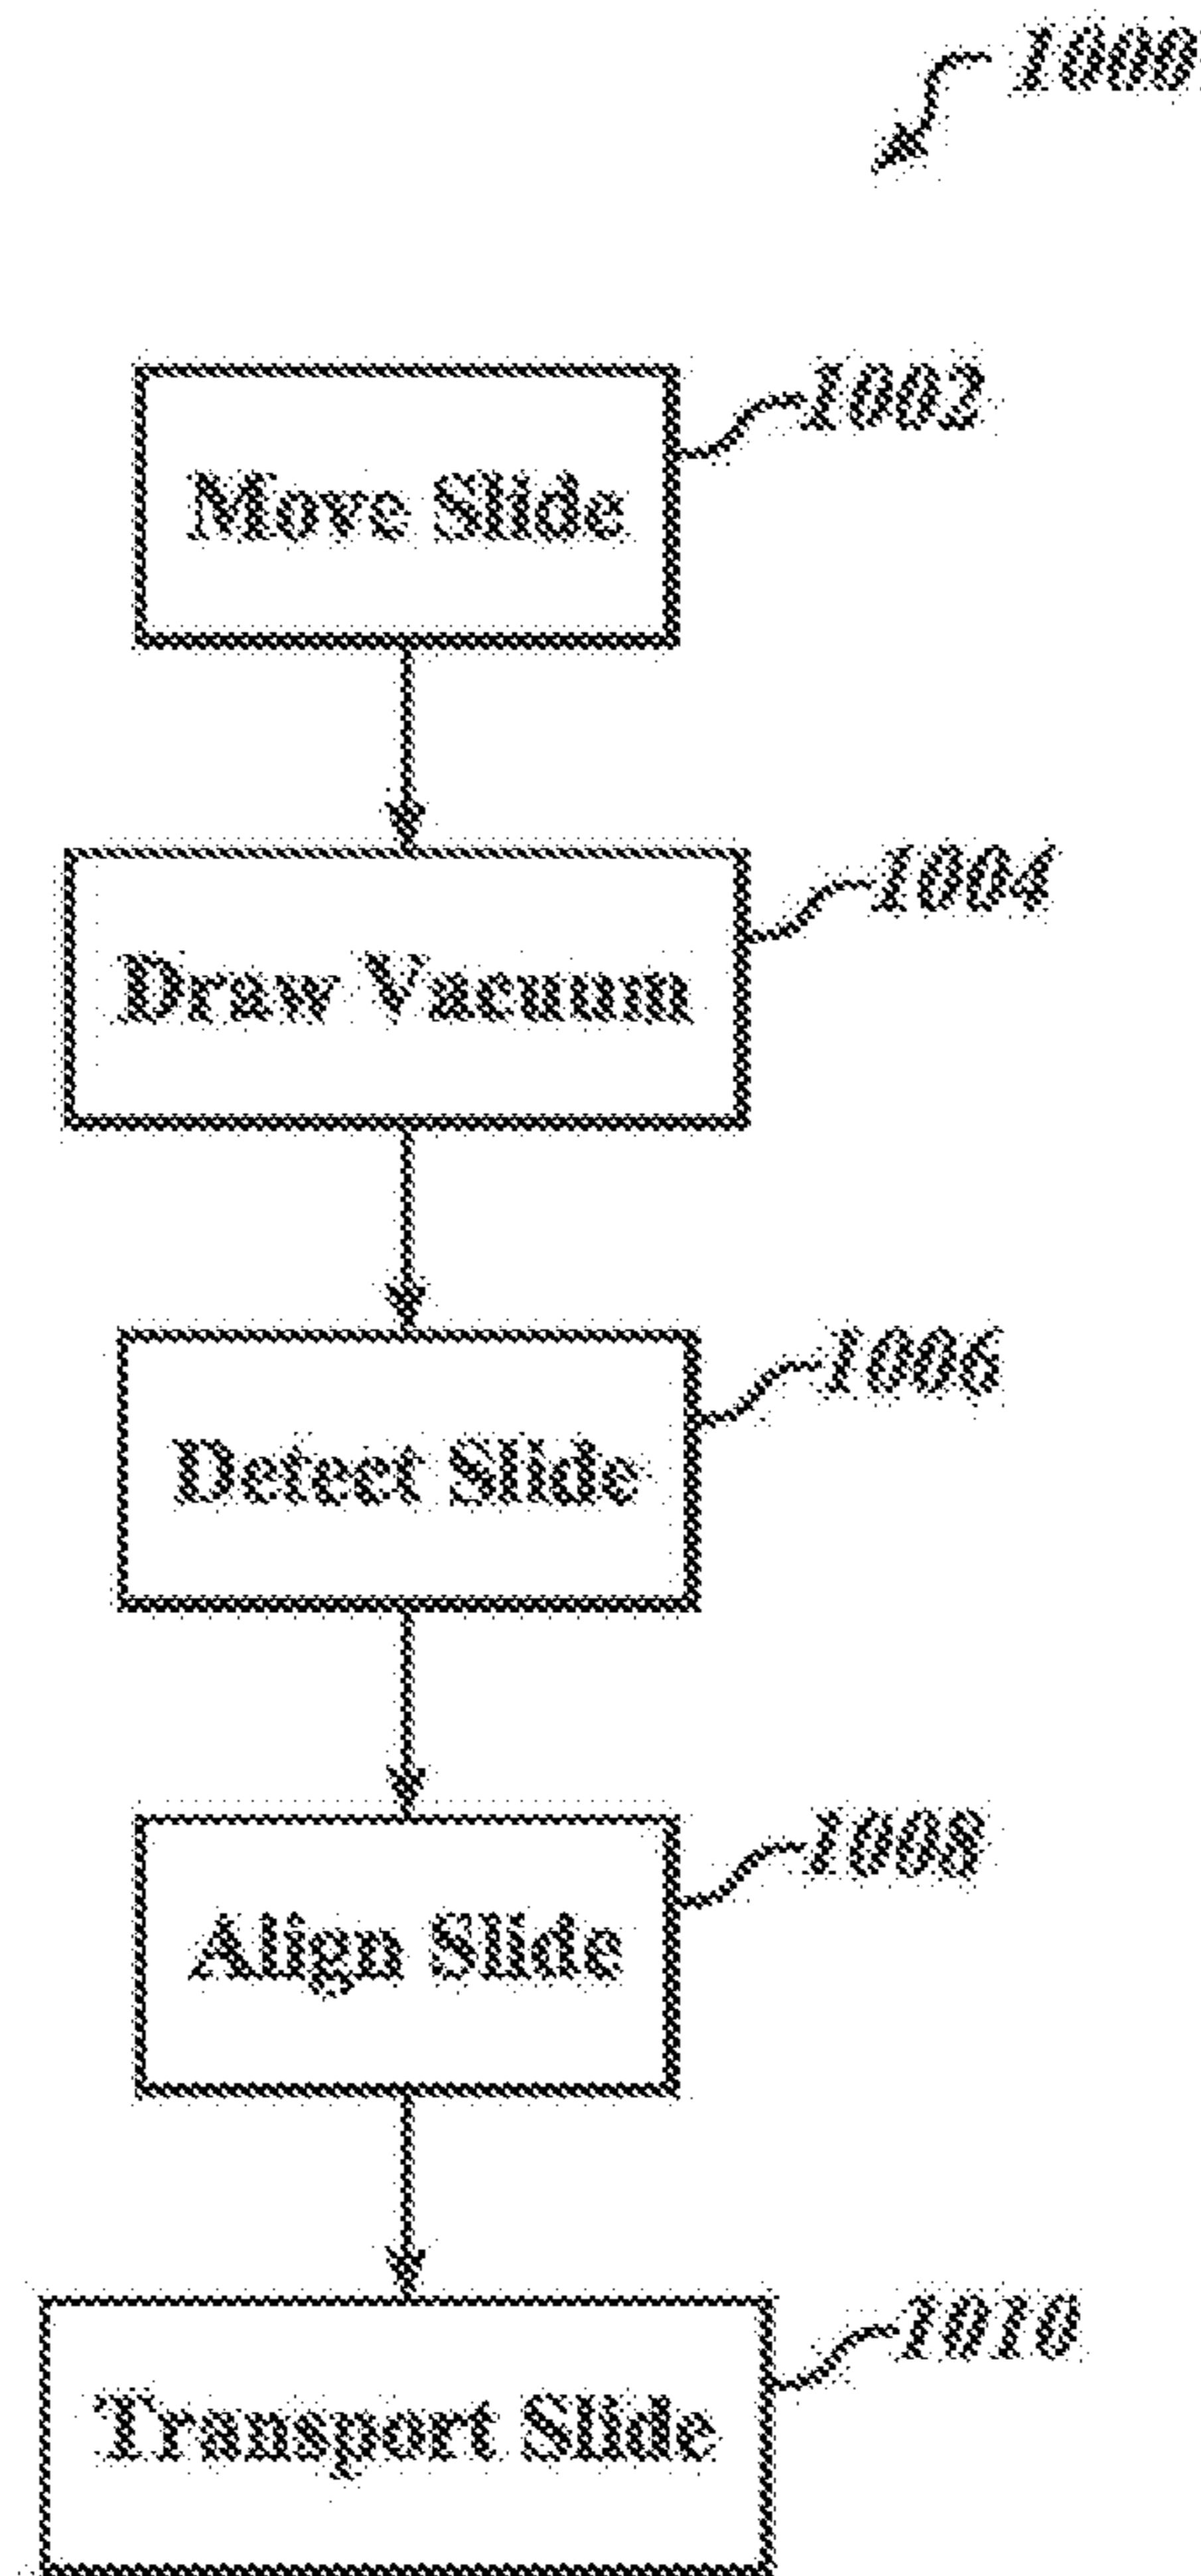 1000
1002
Move Slide
1004
Draw Vacuum
1006
Detect Slide
1008
Align Slide
1010
Transport Slide